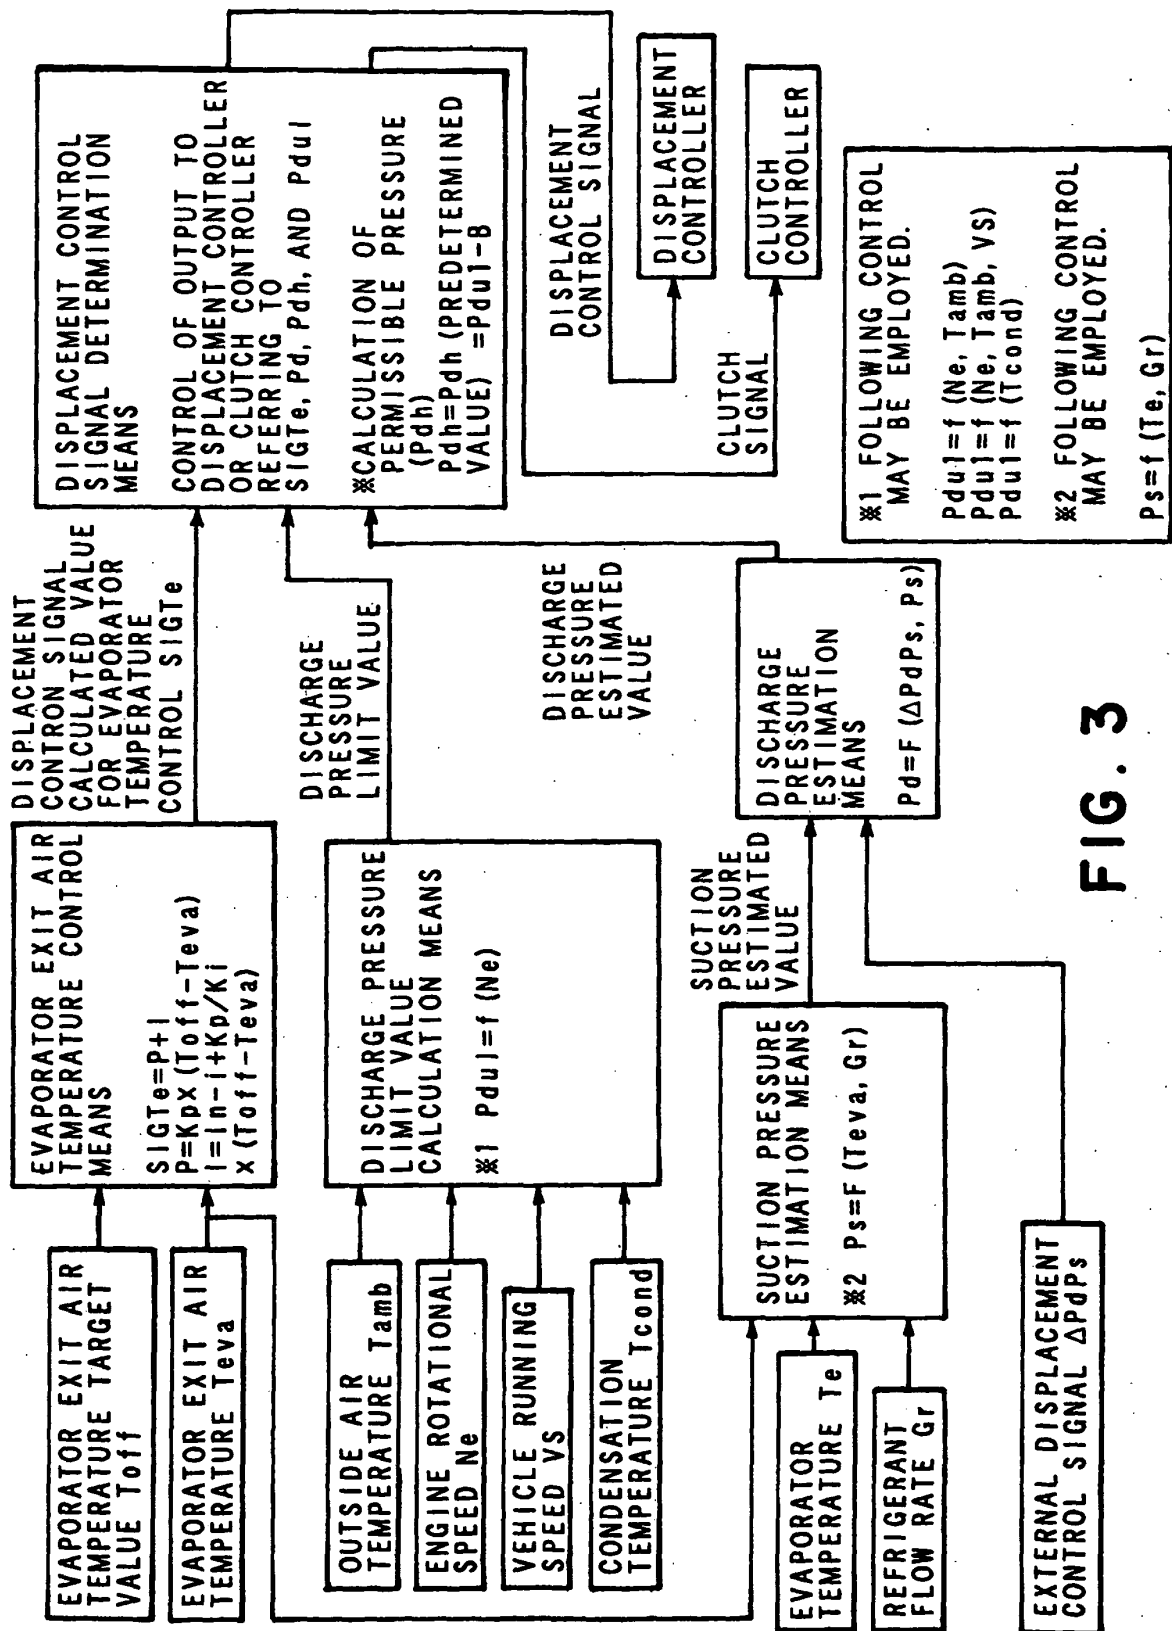 EVAPORATOR EXIT AIR
TEMPERATURE TARGET
VALUE Toff
EVAPORATOR EXIT AIR
TEMPERATURE Teva
OUTSIDE AIR
TEMPERATURE Tamb
ENGINE ROTATIONAL
SPEED Ne
VEHICLE RUNNING
SPEED VS
CONDENSATION
TEMPERATURE Tcond
EVAPORATOR
TEMPERATURE Te
REFRIGERANT
FLOW RATE Gr
EXTERNAL DISPLACEMENT
CONTROL SIGNAL ΔPdPs
EVAPORATOR EXIT AIR
TEMPERATURE CONTROL
MEANS
SIGTe=P+I
P=Kp×(Toff-Teva)
I=In-i+Kp/Ki
×(Toff-Teva)
DISCHARGE PRESSURE
LIMIT VALUE
CALCULATION MEANS
※1 Pdul=f(Ne)
SUCTION PRESSURE
ESTIMATION MEANS
※2 Ps=F(Teva, Gr)
DISPLACEMENT
CONTRON SIGNAL
CALCULATED VALUE
FOR EVAPORATOR
TEMPERATURE
CONTROL SIGTe
DISCHARGE
PRESSURE
LIMIT VALUE
SUCTION
PRESSURE
ESTIMATED
VALUE
DISCHARGE
PRESSURE
ESTIMATION
MEANS
Pd=F(ΔPdPs, Ps)
DISCHARGE
PRESSURE
ESTIMATED
VALUE
DISPLACEMENT CONTROL
SIGNAL DETERMINATION
MEANS
CONTROL OF OUTPUT TO
DISPLACEMENT CONTROLLER
OR CLUTCH CONTROLLER
REFERRING TO
SIGTe, Pd, Pdh, AND Pdul
※CALCULATION OF
PERMISSIBLE PRESSURE
(Pdh)
Pdh=Pdh(PREDETERMINED
VALUE)=Pdul-B
DISPLACEMENT
CONTROL SIGNAL
DISPLACEMENT
CONTROLLER
CLUTCH
SIGNAL
CLUTCH
CONTROLLER
※1 FOLLOWING CONTROL
MAY BE EMPLOYED.
Pdul=f(Ne, Tamb)
Pdul=f(Ne, Tamb, VS)
Pdul=f(Tcond)
※2 FOLLOWING CONTROL
MAY BE EMPLOYED.
Ps=f(Te, Gr)
FIG. 3